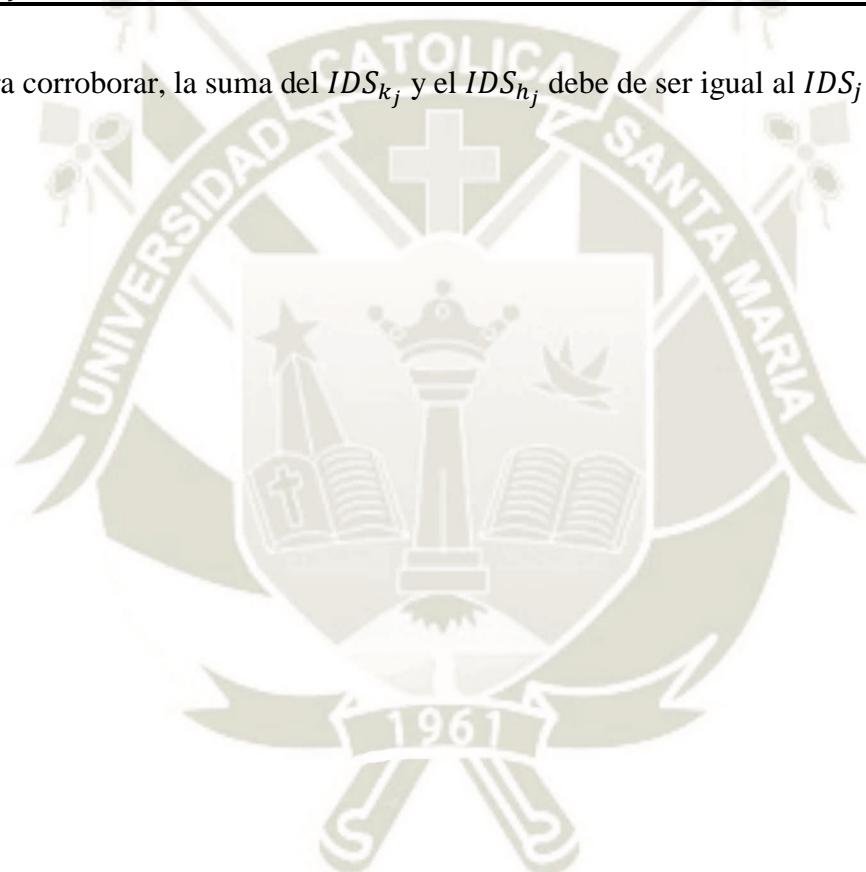 ra corroborar, la suma del $IDS_{k_j}$ y el $IDS_{h_j}$ debe de ser igual al $IDS_j$
CATOLICA
UNIVERSIDAD
SANTA MARIA
1961